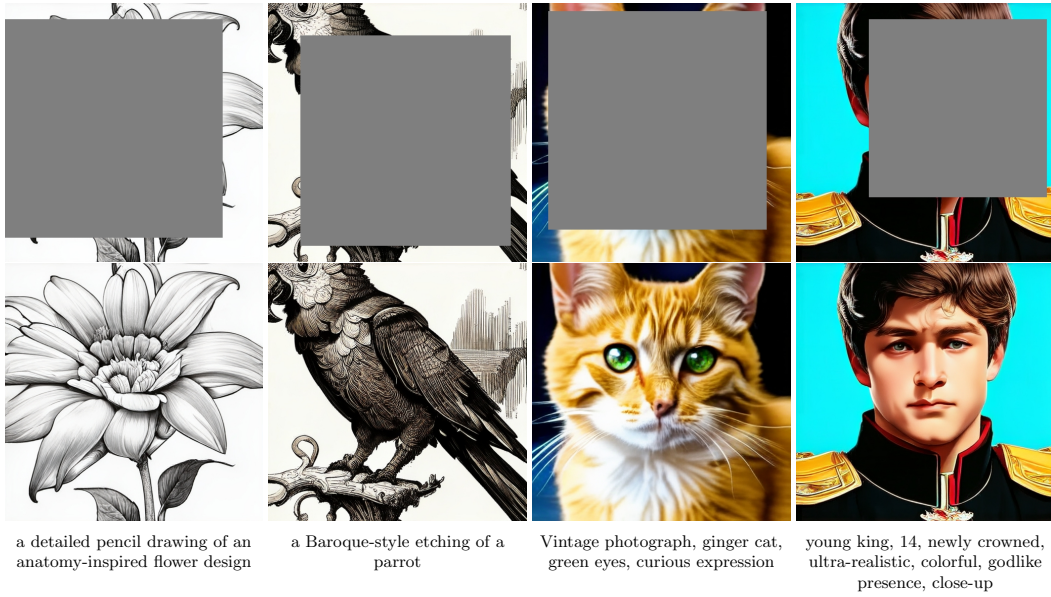 a detailed pencil drawing of an
anatomy-inspired flower design
a Baroque-style etching of a
parrot
Vintage photograph, ginger cat,
green eyes, curious expression
young king, 14, newly crowned,
ultra-realistic, colorful, godlike
presence, close-up